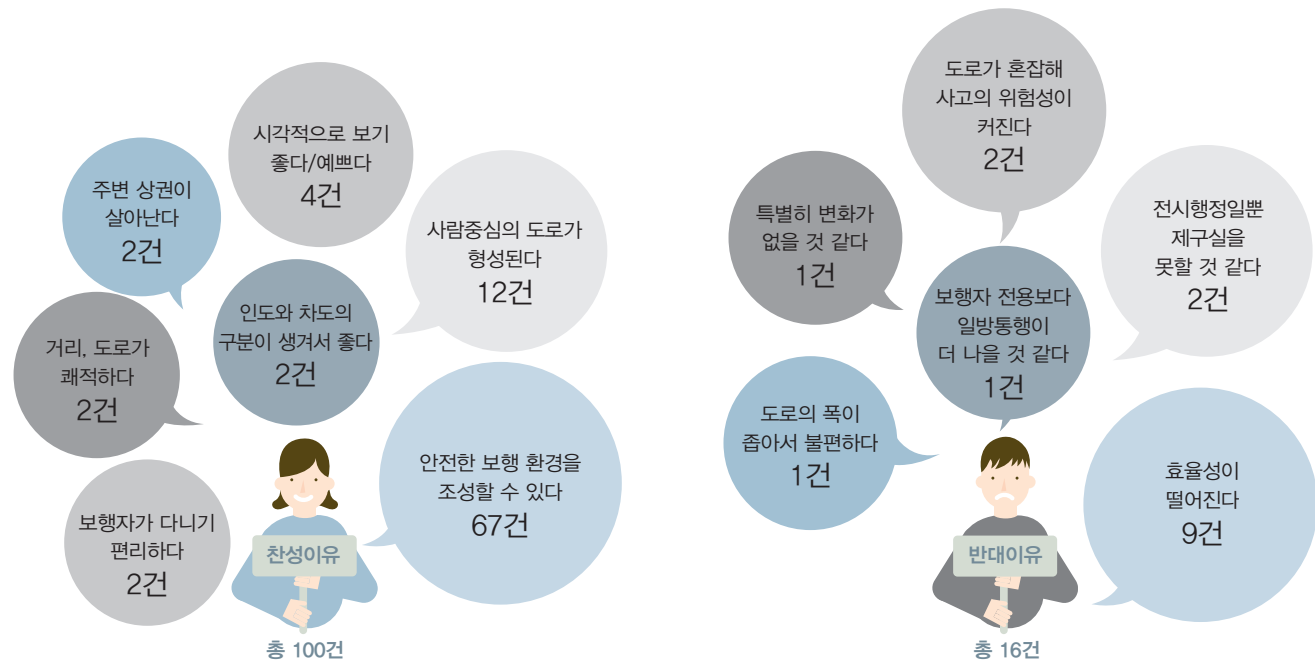 시각적으로 보기
좋다/예쁘다
4건
주변 상권이
살아난다
2건
사람중심의 도로가
형성된다
12건
인도와 차도의
구분이 생겨서 좋다
2건
거리, 도로가
쾌적하다
2건
안전한 보행 환경을
조성할 수 있다
67건
보행자가 다니기
편리하다
2건
찬성이유
총 100건
도로가 혼잡해
사고의 위험성이
커진다
2건
특별히 변화가
없을 것 같다
1건
전시행정일뿐
제구실을
못할 것 같다
2건
보행자 전용보다
일방통행이
더 나을 것 같다
1건
도로의 폭이
좁아서 불편하다
1건
효율성이
떨어진다
9건
반대이유
총 16건